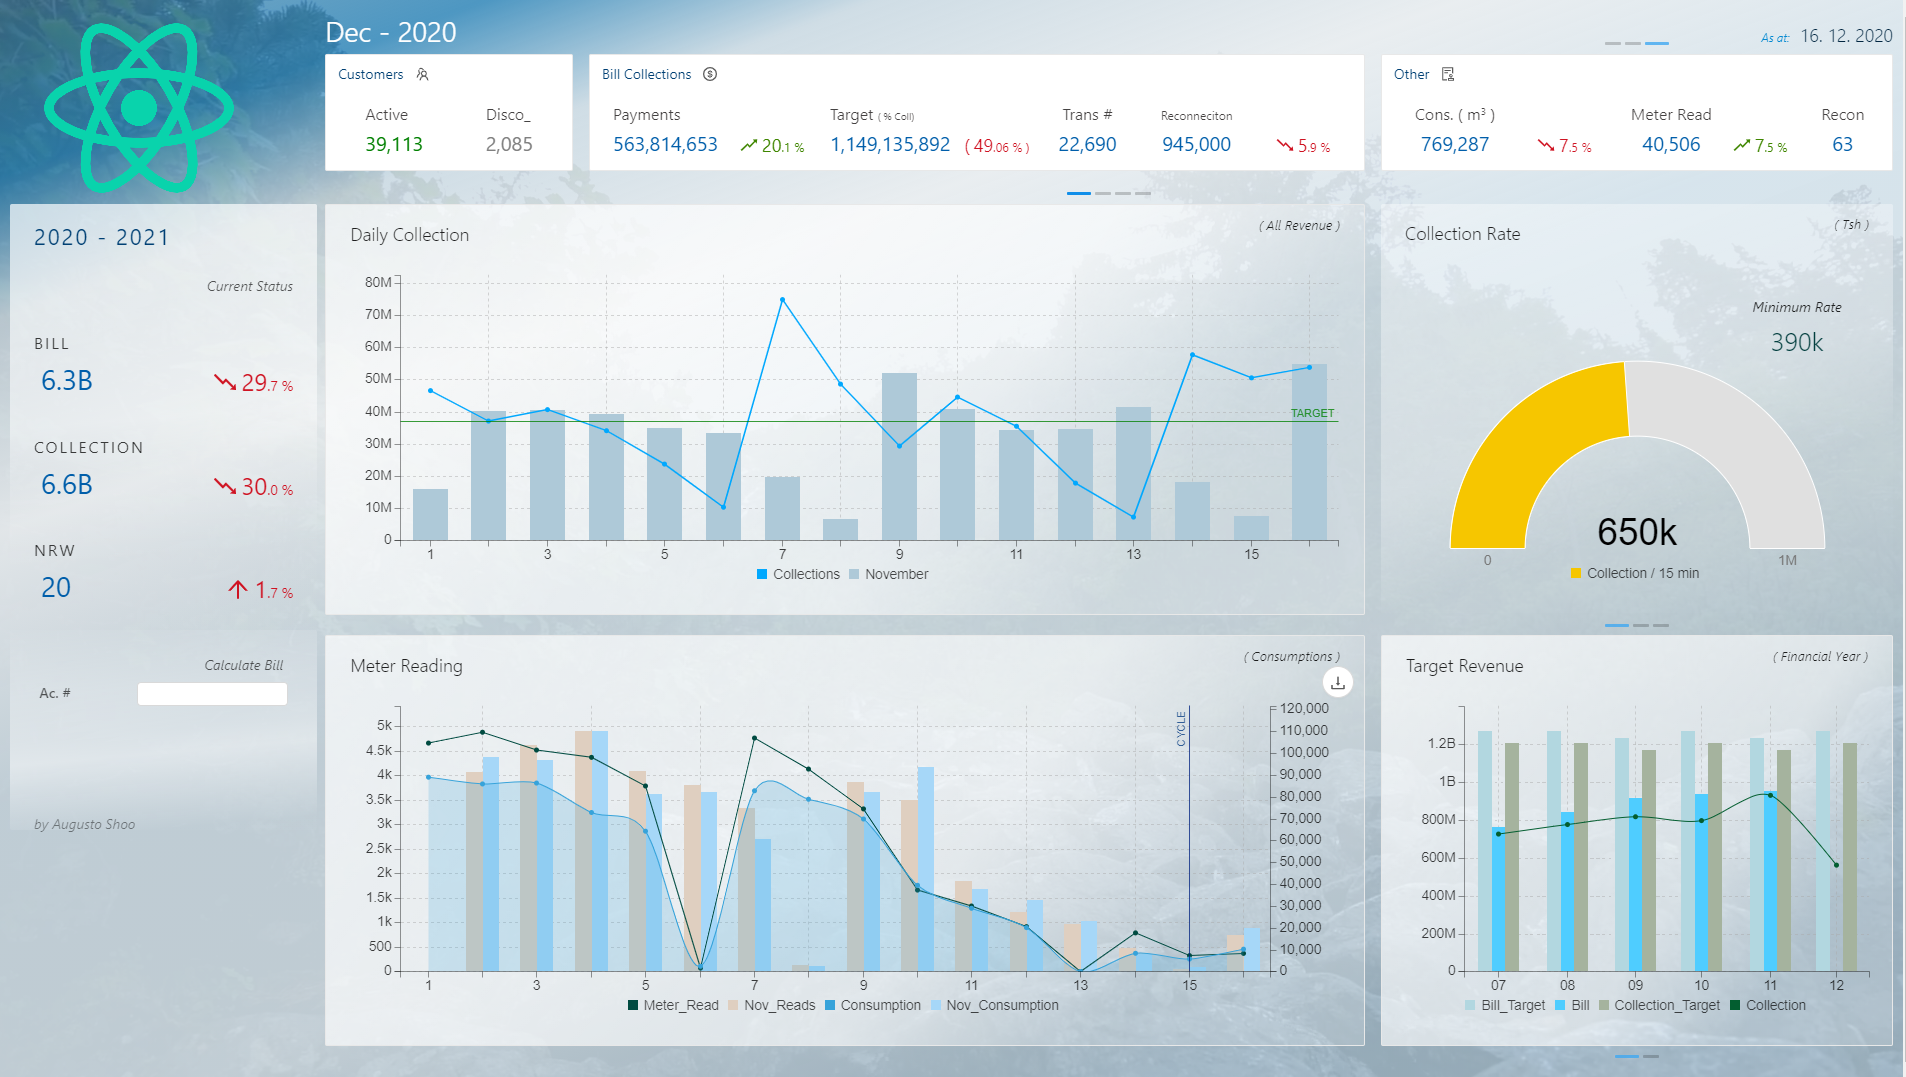 Dec - 2020
As at: 16. 12. 2020
Customers
Active Disco_
39,113 2,085
Bill Collections
Payments Target ( % Coll) Trans # Reconneciton
563,814,653 20.1 % 1,149,135,892 ( 49.06 % ) 22,690 945,000 5.9 %
Other
Cons. ( m³ ) Meter Read Recon
769,287 7.5 % 40,506 7.5 % 63
2020 - 2021
Current Status
BILL
6.3B 29.7 %
COLLECTION
6.6B 30.0 %
NRW
20 1.7 %
Calculate Bill
Ac. #
by Augusto Shoo
Daily Collection
( All Revenue )
80M
70M
60M
50M
40M
30M
20M
10M
0
TARGET
1 3 5 7 9 11 13 15
Collections November
Collection Rate
( Tsh )
Minimum Rate
390k
650k
0 1M
Collection / 15 min
Meter Reading
( Consumptions )
5k
4.5k
4k
3.5k
3k
2.5k
2k
1.5k
1k
500
0
CYCLE
120,000
110,000
100,000
90,000
80,000
70,000
60,000
50,000
40,000
30,000
20,000
10,000
0
1 3 5 7 9 11 13 15
Meter_Read Nov_Reads Consumption Nov_Consumption
Target Revenue
( Financial Year )
1.2B
1B
800M
600M
400M
200M
0
07 08 09 10 11 12
Bill_Target Bill Collection_Target Collection